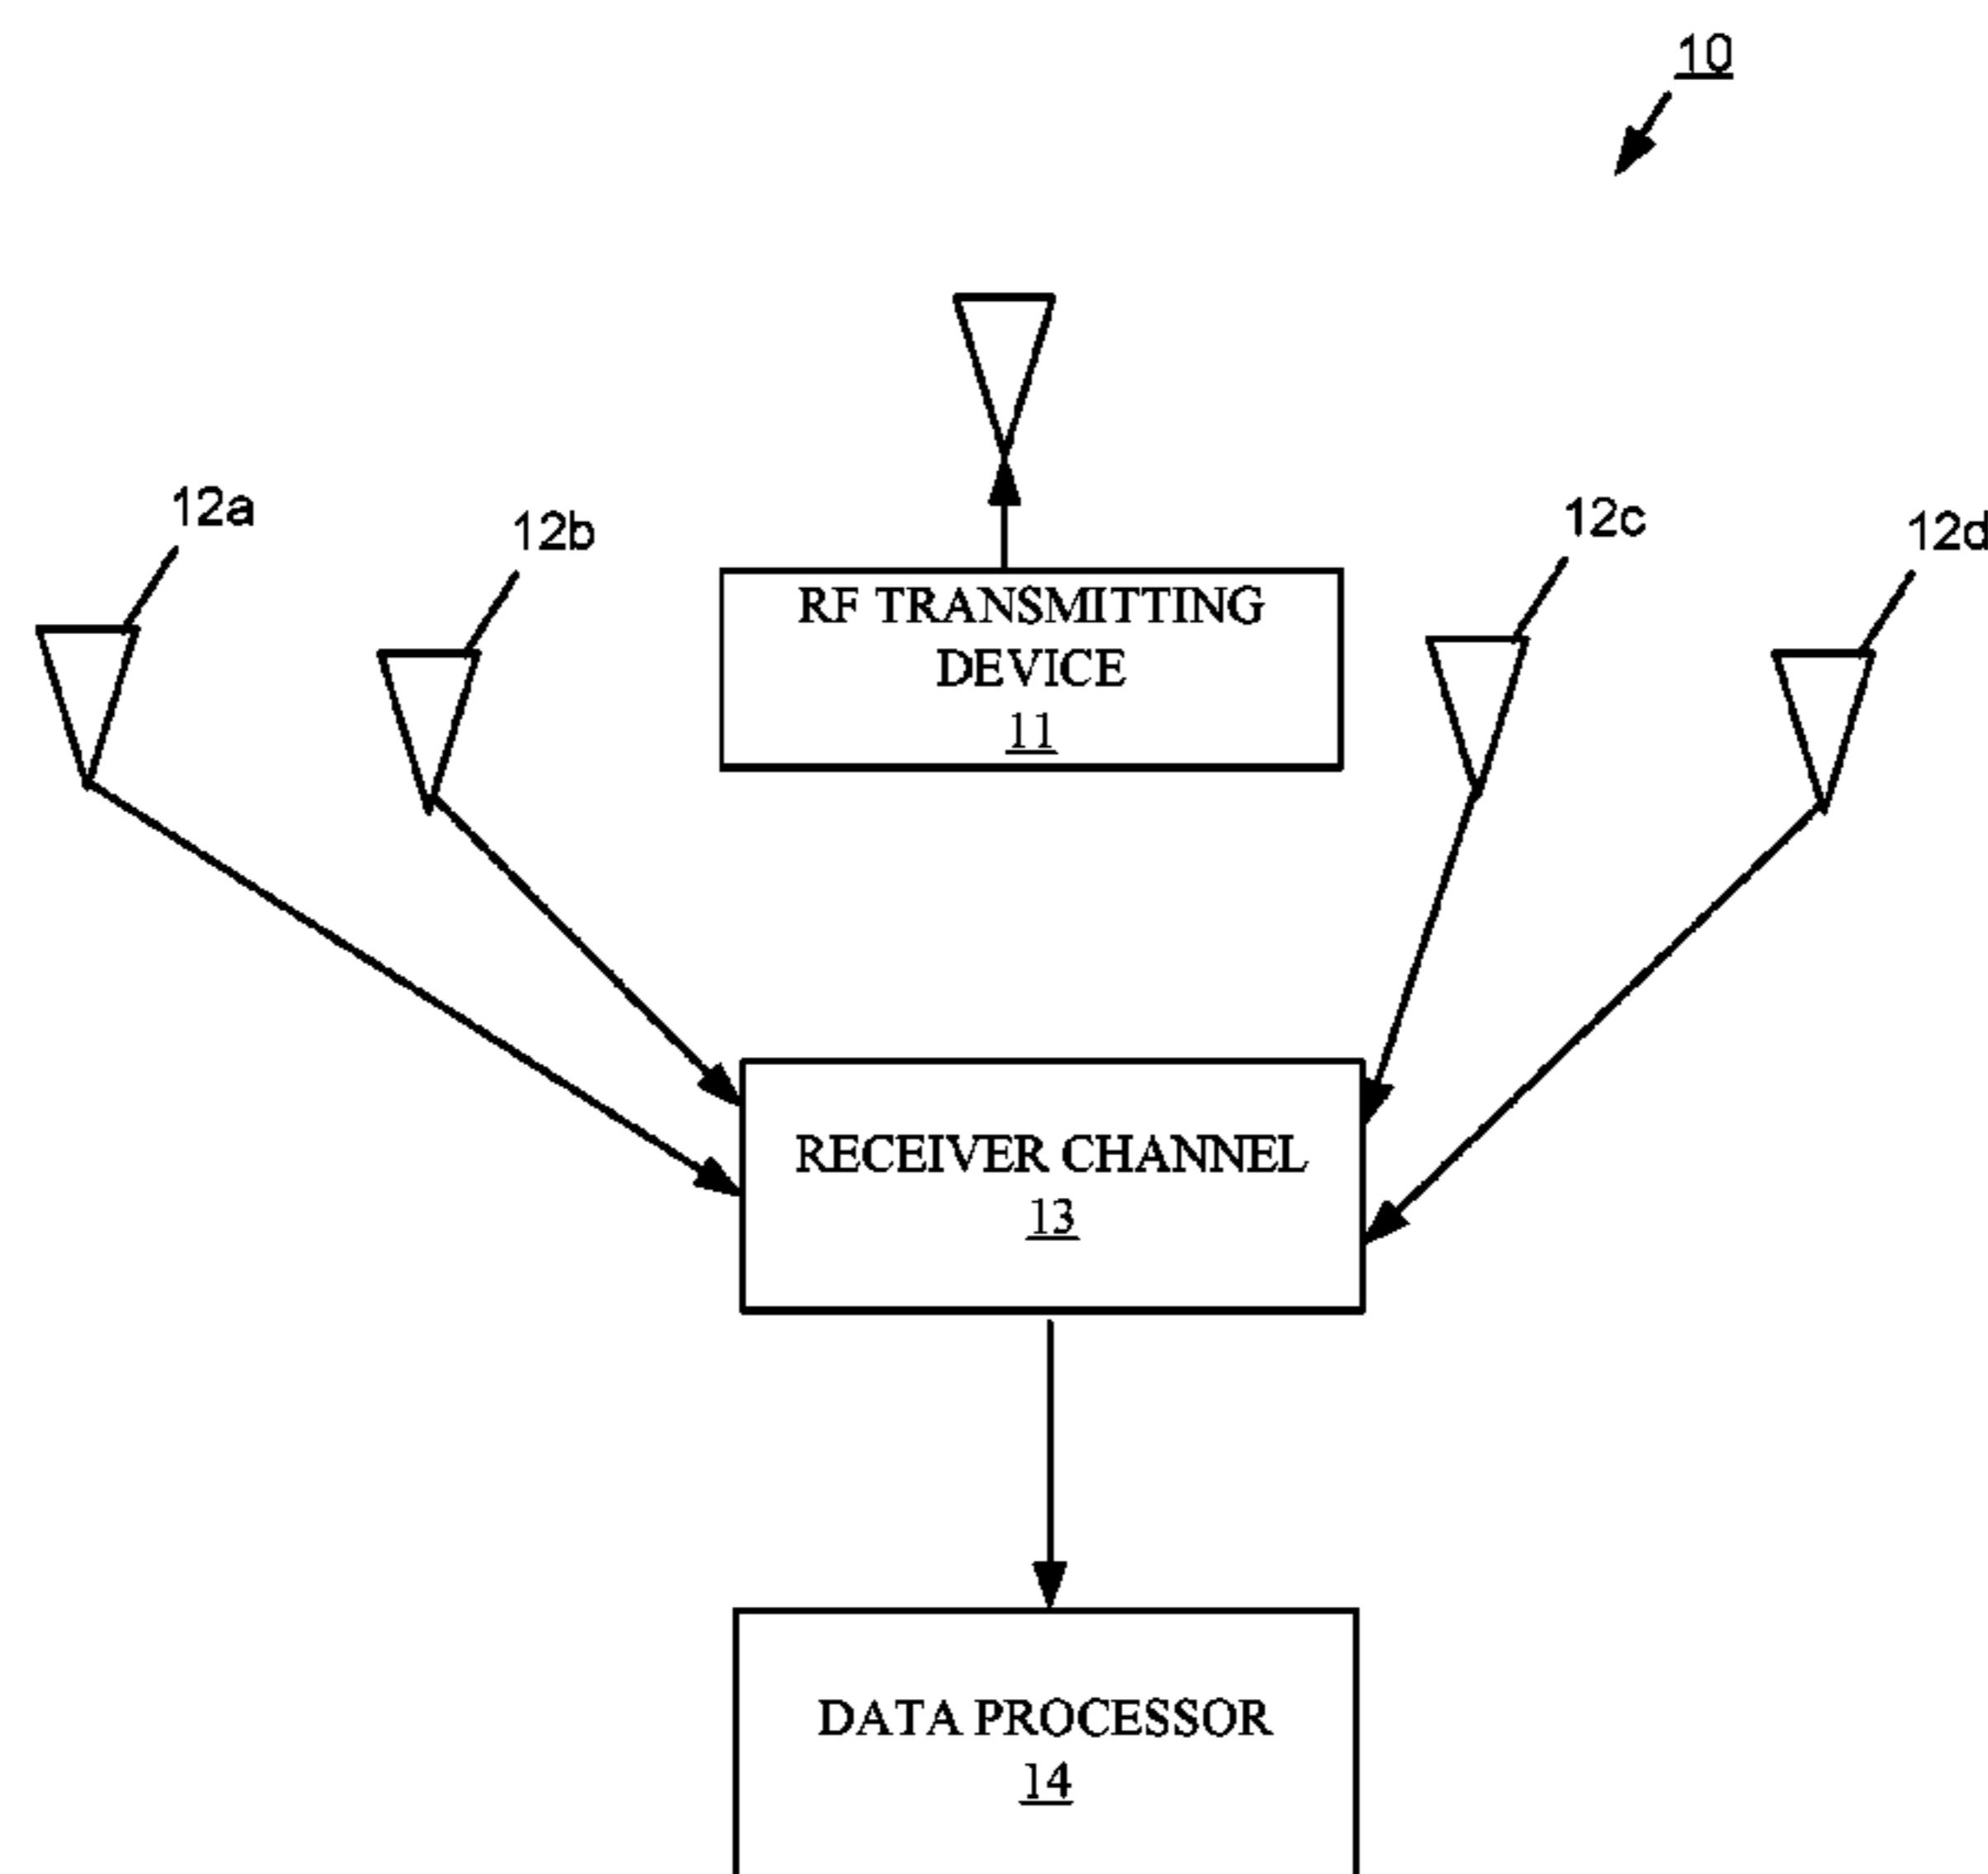 10
12a
12b
12c
12d
RF TRANSMITTING
DEVICE
11
RECEIVER CHANNEL
13
DATA PROCESSOR
14